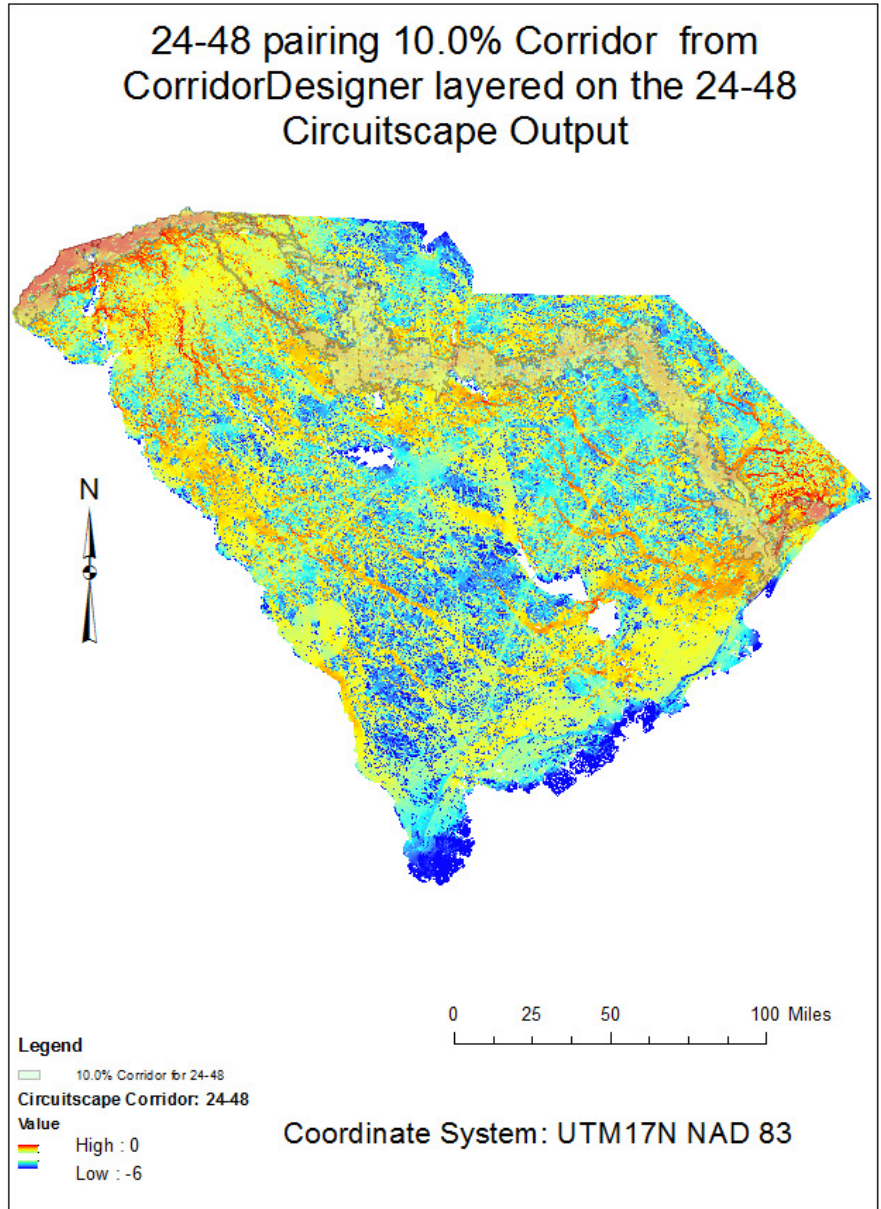 24-48 pairing 10.0% Corridor from
CorridorDesigner layered on the 24-48
Circuitscape Output
N
0 25 50 100 Miles
Legend
10.0% Corridor for 24-48
Circuitscape Corridor: 24-48
Value
High : 0
Low : -6
Coordinate System: UTM17N NAD 83